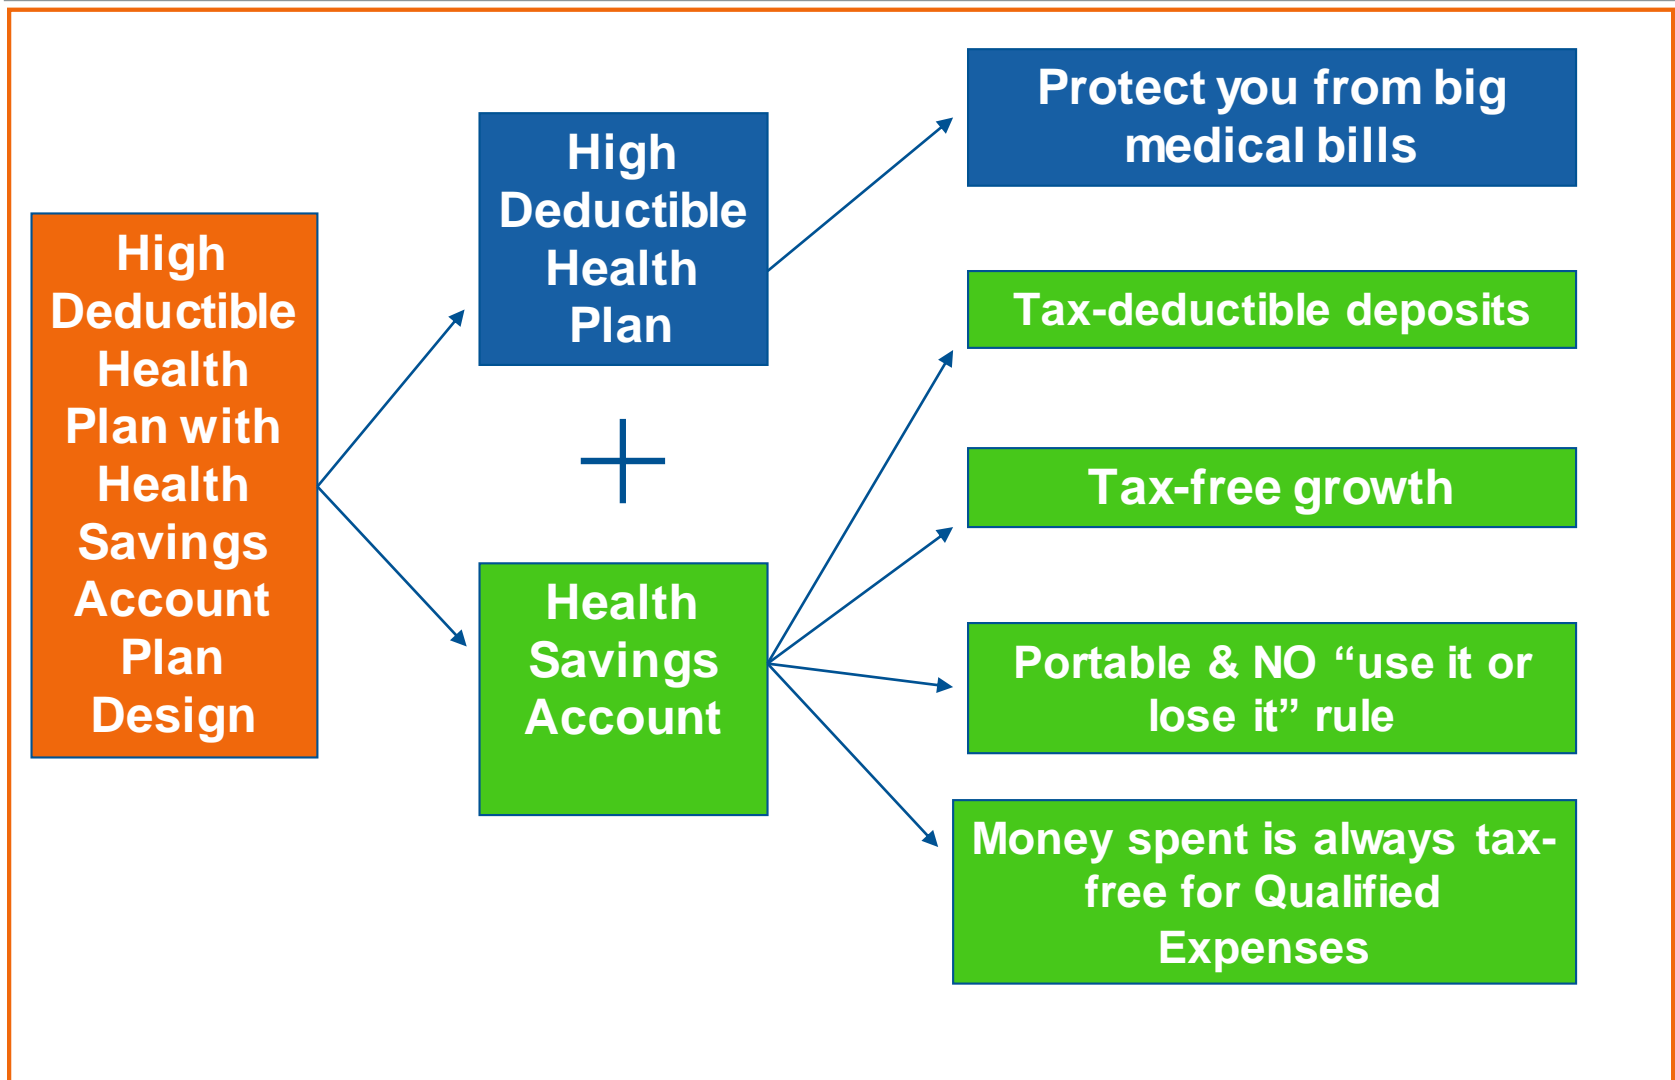 High
Deductible
Health
Plan with
Health
Savings
Account
Plan
Design
High
Deductible
Health
Plan
Health
Savings
Account
Protect you from big
medical bills
Tax-deductible deposits
Tax-free growth
Portable & NO “use it or
lose it” rule
Money spent is always tax-
free for Qualified
Expenses